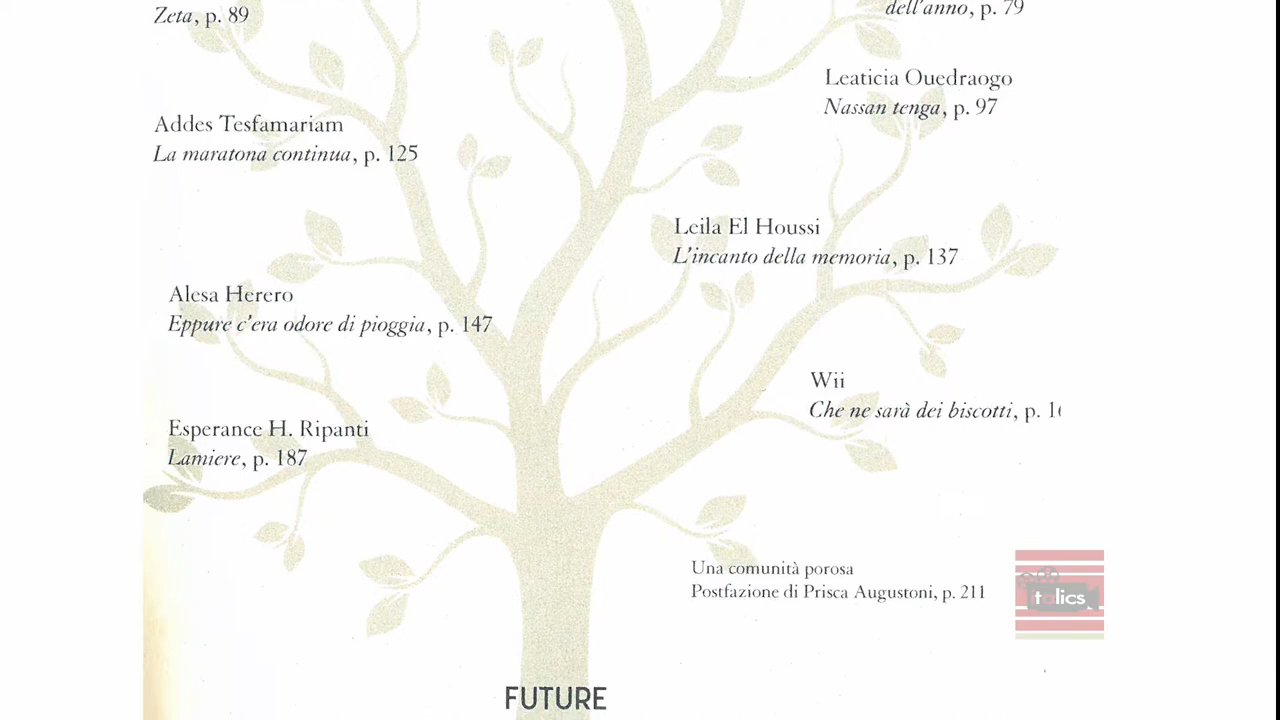 Zeta, p. 89
dell'anno, p. 79
Leaticia Ouedraogo
Nassan tenga, p. 97
Addes Tesfamariam
La maratona continua, p. 125
Leila El Houssi
L'incanto della memoria, p. 137
Alesa Herero
Eppure c'era odore di pioggia, p. 147
Wii
Che ne sarà dei biscotti, p.
Esperance H. Ripanti
Lamiere, p. 187
Una comunità porosa
Postfazione di Prisca Augustoni, p. 211
italics
FUTURE